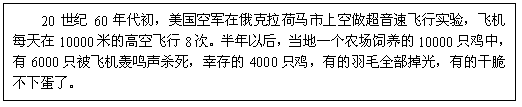 20 世纪 60 年代初，美国空军在俄克拉荷马市上空做超音速飞行实验，飞机
每天在 10000 米的高空飞行 8 次。半年以后，当地一个农场饲养的 10000 只鸡中，
有 6000 只被飞机轰鸣声杀死，幸存的 4000 只鸡，有的羽毛全部掉光，有的干脆
不下蛋了。